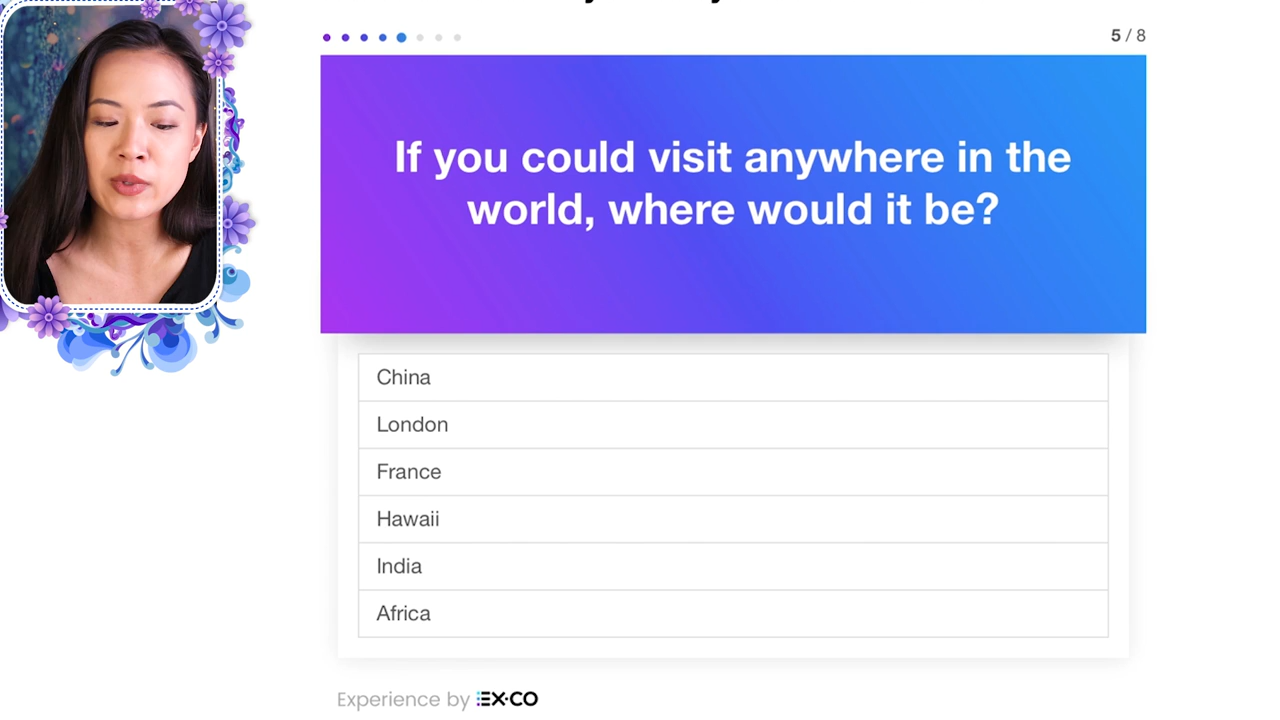 5 / 8
If you could visit anywhere in the
world, where would it be?
China
London
France
Hawaii
India
Africa
Experience by EX·CO